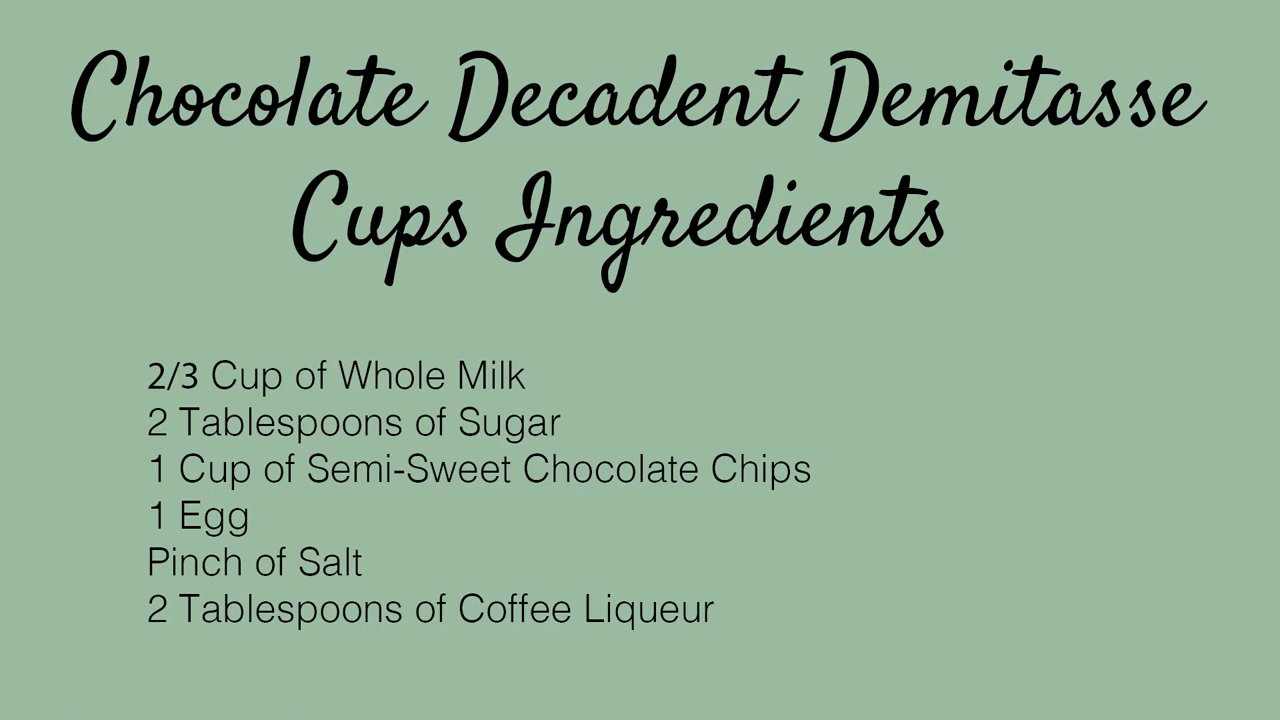 Chocolate Decadent Demitasse
Cups Ingredients
2/3 Cup of Whole Milk
2 Tablespoons of Sugar
1 Cup of Semi-Sweet Chocolate Chips
1 Egg
Pinch of Salt
2 Tablespoons of Coffee Liqueur